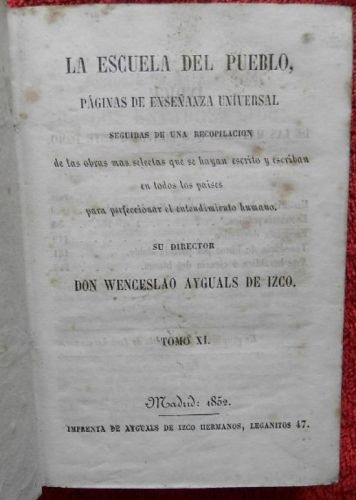 LA ESCUELA DEL PUEBLO,
PÁGINAS DE ENSEÑANZA UNIVERSAL
SEGUIDAS DE UNA RECOPILACION
de las obras mas selectas que se hayan escrito y escriban
en todos los paises
para perfeccionar el entendimiento humano.
SU DIRECTOR
DON WENCESLAO AYGUALS DE IZCO.
TOMO XI.
Madrid: 1852.
IMPRENTA DE AYGUALS DE IZCO HERMANOS, LEGANITOS 47.